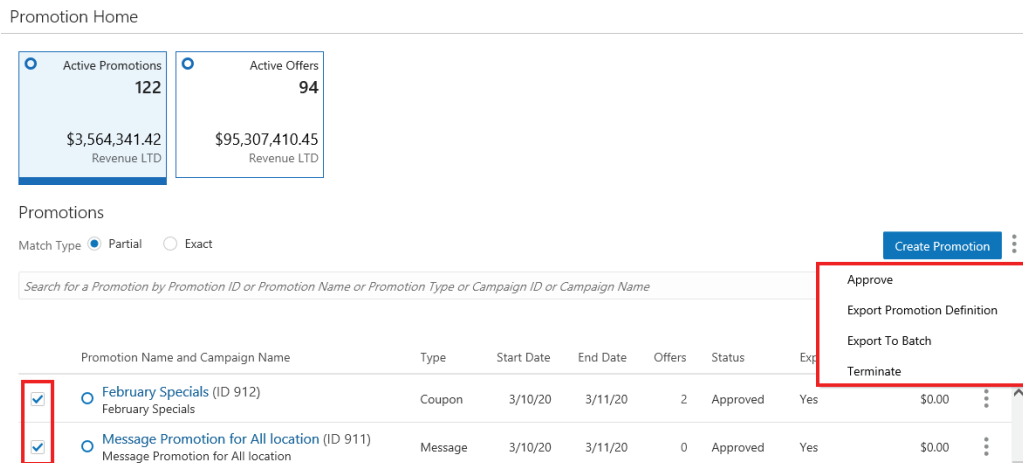 Promotion Home
Active Promotions
122
$3,564,341.42
Revenue LTD
Active Offers
94
$95,307,410.45
Revenue LTD
Promotions
Match Type Partial Exact
Create Promotion
Search for a Promotion by Promotion ID or Promotion Name or Promotion Type or Campaign ID or Campaign Name
Approve
Export Promotion Definition
Export To Batch
Terminate
Promotion Name and Campaign Name Type Start Date End Date Offers Status
February Specials (ID 912)
February Specials
Coupon 3/10/20 3/11/20 2 Approved Yes $0.00
Message Promotion for All location (ID 911)
Message Promotion for All location
Message 3/10/20 3/11/20 0 Approved Yes $0.00